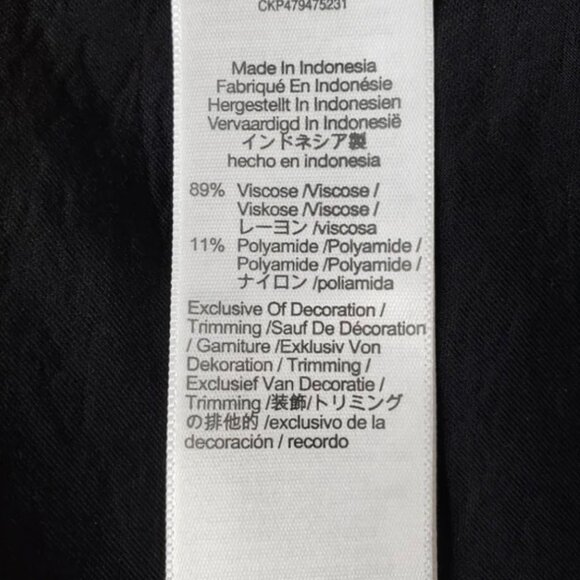 CKP479475231
Made In Indonesia
Fabriqué En Indonésie
Hergestellt In Indonesien
Vervaardigd In Indonesië
インドネシア製
hecho en indonesia
89% Viscose /Viscose /
Viskose /Viscose /
レーヨン /viscosa
11% Polyamide /Polyamide /
Polyamide /Polyamide /
ナイロン /poliamida
Exclusive Of Decoration /
Trimming /Sauf De Décoration
/ Garniture /Exklusiv Von
Dekoration / Trimming /
Exclusief Van Decoratie /
Trimming /装飾/トリミング
の排他的 /exclusivo de la
decoración / recordo